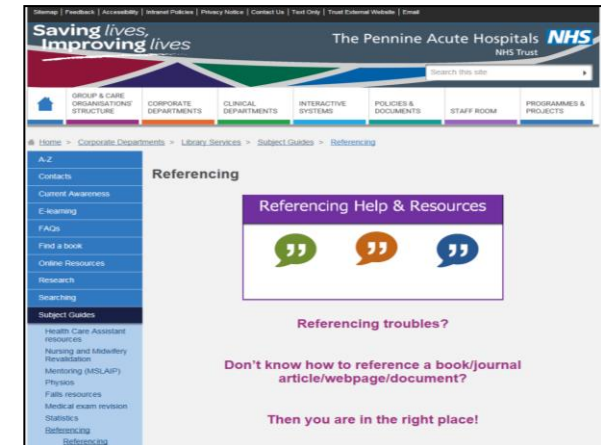 Sitemap | Feedback | Accessibility | Intranet Policies | Privacy Notice | Contact Us | Text Only | Trust External Website | Email
Saving lives,
Improving lives
The Pennine Acute Hospitals NHS
NHS Trust
Search this site
GROUP & CARE
ORGANISATIONS'
STRUCTURE
CORPORATE
DEPARTMENTS
CLINICAL
DEPARTMENTS
INTERACTIVE
SYSTEMS
POLICIES &
DOCUMENTS
STAFF ROOM
PROGRAMMES &
PROJECTS
Home > Corporate Departments > Library Services > Subject Guides > Referencing
A-Z
Contacts
Current Awareness
E-learning
FAQs
Find a book
Online Resources
Research
Searching
Subject Guides
Health Care Assistant
resources
Nursing and Midwifery
Revalidation
Mentoring (MSLAiP)
Physios
Falls resources
Medical exam revision
Statistics
Referencing
Referencing
Referencing
Referencing Help & Resources
Referencing troubles?
Don't know how to reference a book/journal
article/webpage/document?
Then you are in the right place!